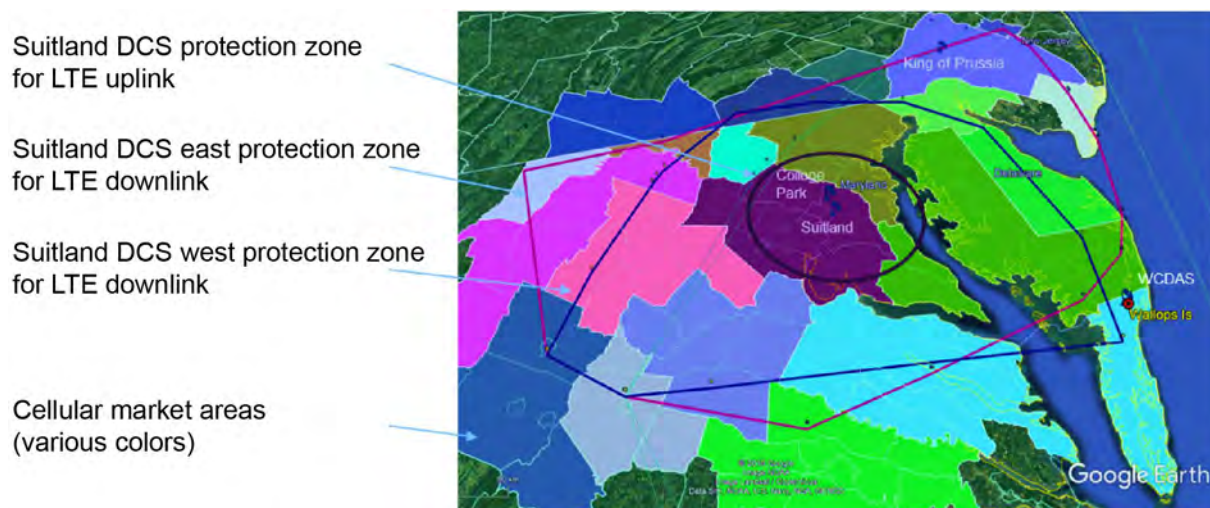 Suitland DCS protection zone
for LTE uplink
Suitland DCS east protection zone
for LTE downlink
Suitland DCS west protection zone
for LTE downlink
Cellular market areas
(various colors)
King of Prussia
College
Park
Maryland
Suitland
Delaware
WCDAS
Wallops Is
Google Earth